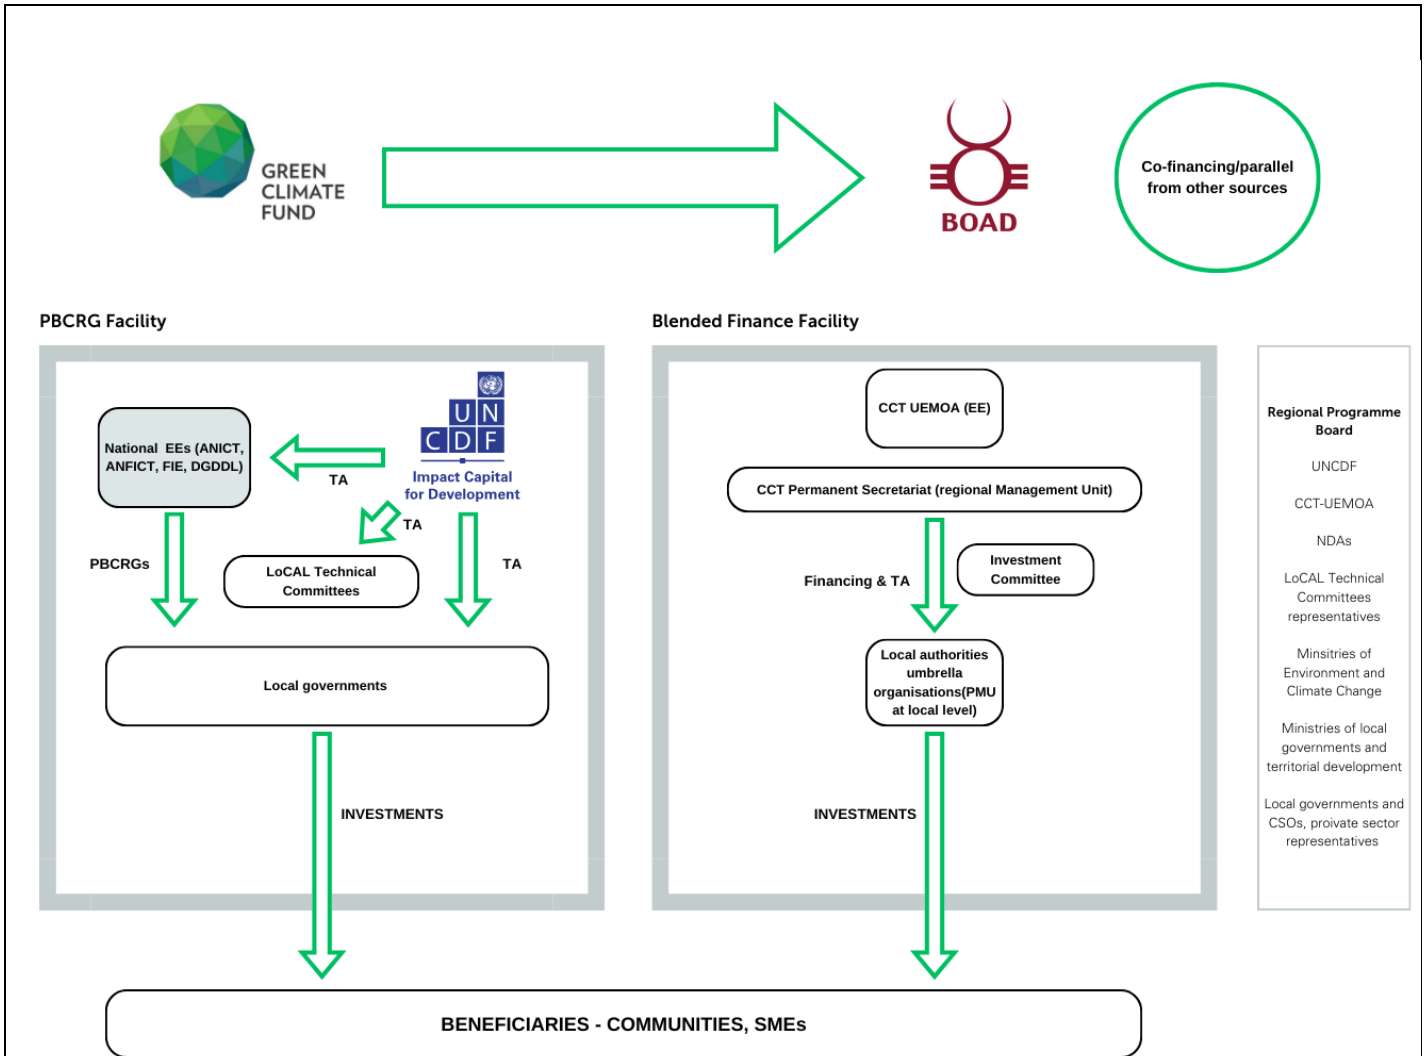 GREEN
CLIMATE
FUND
BOAD
Co-financing/parallel
from other sources
PBCRG Facility
National  EEs (ANICT,
ANFICT, FIE, DGDDL)
TA
UN
CDF
Impact Capital
for Development
TA
PBCRGs
LoCAL Technical
Committees
TA
Local governments
INVESTMENTS
Blended Finance Facility
CCT UEMOA (EE)
CCT Permanent Secretariat (regional Management Unit)
Financing & TA
Investment
Committee
Local authorities
umbrella
organisations(PMU
at local level)
INVESTMENTS
Regional Programme
Board
UNCDF
CCT-UEMOA
NDAs
LoCAL Technical
Committees
representatives
Minsitries of
Environment and
Climate Change
Ministries of local
governments and
territorial development
Local governments and
CSOs, proivate sector
representatives
BENEFICIARIES - COMMUNITIES, SMEs